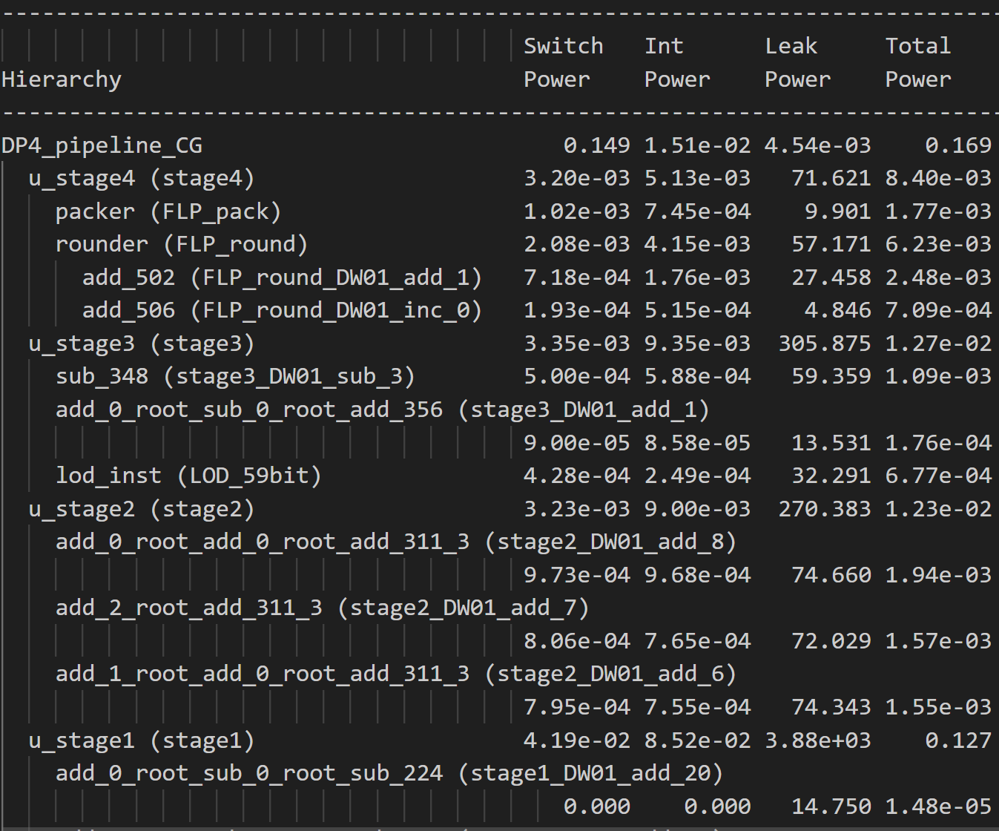 --------------------------------------------------------------------------
Switch Int Leak Total
Hierarchy Power Power Power Power
--------------------------------------------------------------------------
DP4_pipeline_CG 0.149 1.51e-02 4.54e-03 0.169
u_stage4 (stage4) 3.20e-03 5.13e-03 71.621 8.40e-03
packer (FLP_pack) 1.02e-03 7.45e-04 9.901 1.77e-03
rounder (FLP_round) 2.08e-03 4.15e-03 57.171 6.23e-03
add_502 (FLP_round_DW01_add_1) 7.18e-04 1.76e-03 27.458 2.48e-03
add_506 (FLP_round_DW01_inc_0) 1.93e-04 5.15e-04 4.846 7.09e-04
u_stage3 (stage3) 3.35e-03 9.35e-03 305.875 1.27e-02
sub_348 (stage3_DW01_sub_3) 5.00e-04 5.88e-04 59.359 1.09e-03
add_0_root_sub_0_root_add_356 (stage3_DW01_add_1)
9.00e-05 8.58e-05 13.531 1.76e-04
lod_inst (LOD_59bit) 4.28e-04 2.49e-04 32.291 6.77e-04
u_stage2 (stage2) 3.23e-03 9.00e-03 270.383 1.23e-02
add_0_root_add_0_root_add_311_3 (stage2_DW01_add_8)
9.73e-04 9.68e-04 74.660 1.94e-03
add_2_root_add_311_3 (stage2_DW01_add_7)
8.06e-04 7.65e-04 72.029 1.57e-03
add_1_root_add_0_root_add_311_3 (stage2_DW01_add_6)
7.95e-04 7.55e-04 74.343 1.55e-03
u_stage1 (stage1) 4.19e-02 8.52e-02 3.88e+03 0.127
add_0_root_sub_0_root_sub_224 (stage1_DW01_add_20)
0.000 0.000 14.750 1.48e-05